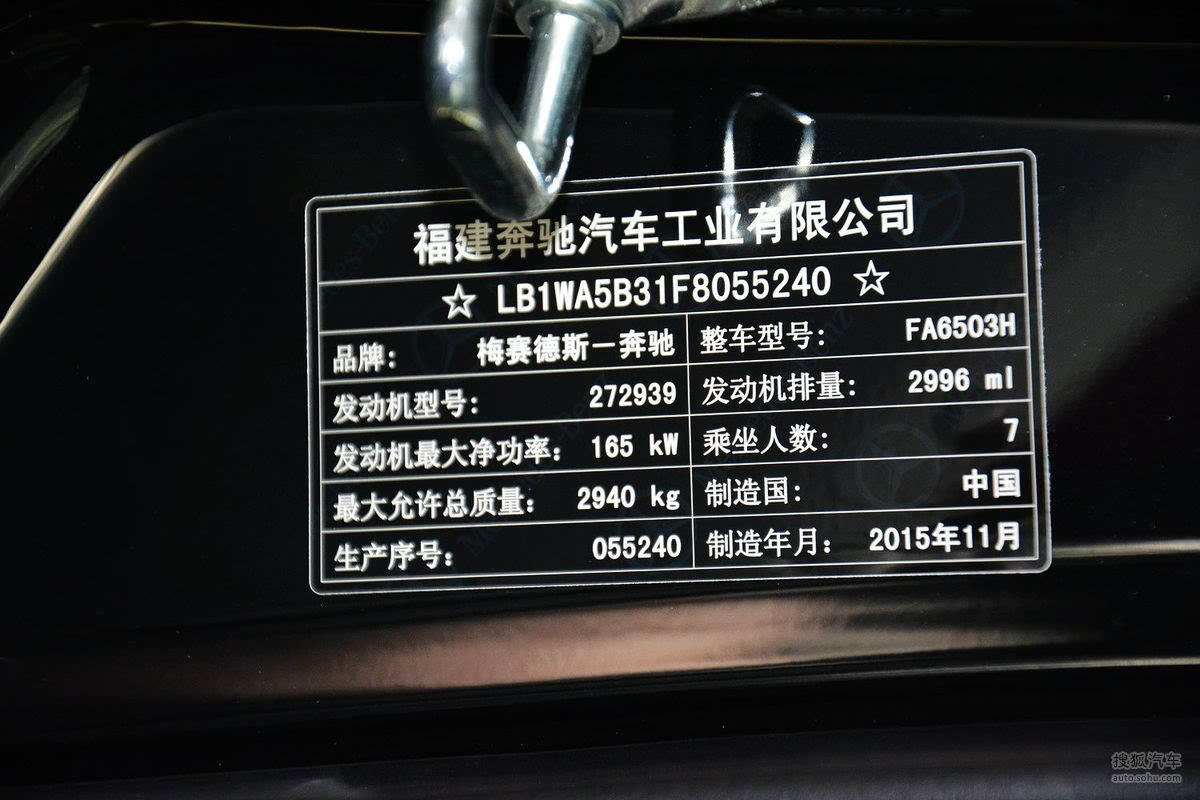 福建奔驰汽车工业有限公司
☆ LB1WA5B31F8055240 ☆
品牌: 梅赛德斯－奔驰 整车型号: FA6503H
发动机型号: 272939 发动机排量: 2996 ml
发动机最大净功率: 165 kW 乘坐人数: 7
最大允许总质量: 2940 kg 制造国: 中国
生产序号: 055240 制造年月: 2015年11月
搜狐汽车
auto.sohu.com